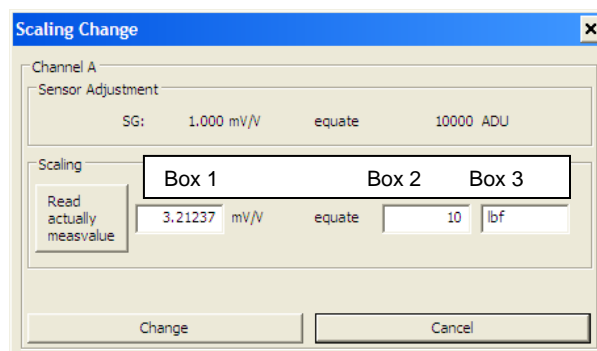 Scaling Change
Channel A
Sensor Adjustment
SG: 1.000 mV/V equate 10000 ADU
Scaling
Box 1 Box 2 Box 3
Read
actually
measvalue
3.21237 mV/V equate 10 lbf
Change Cancel